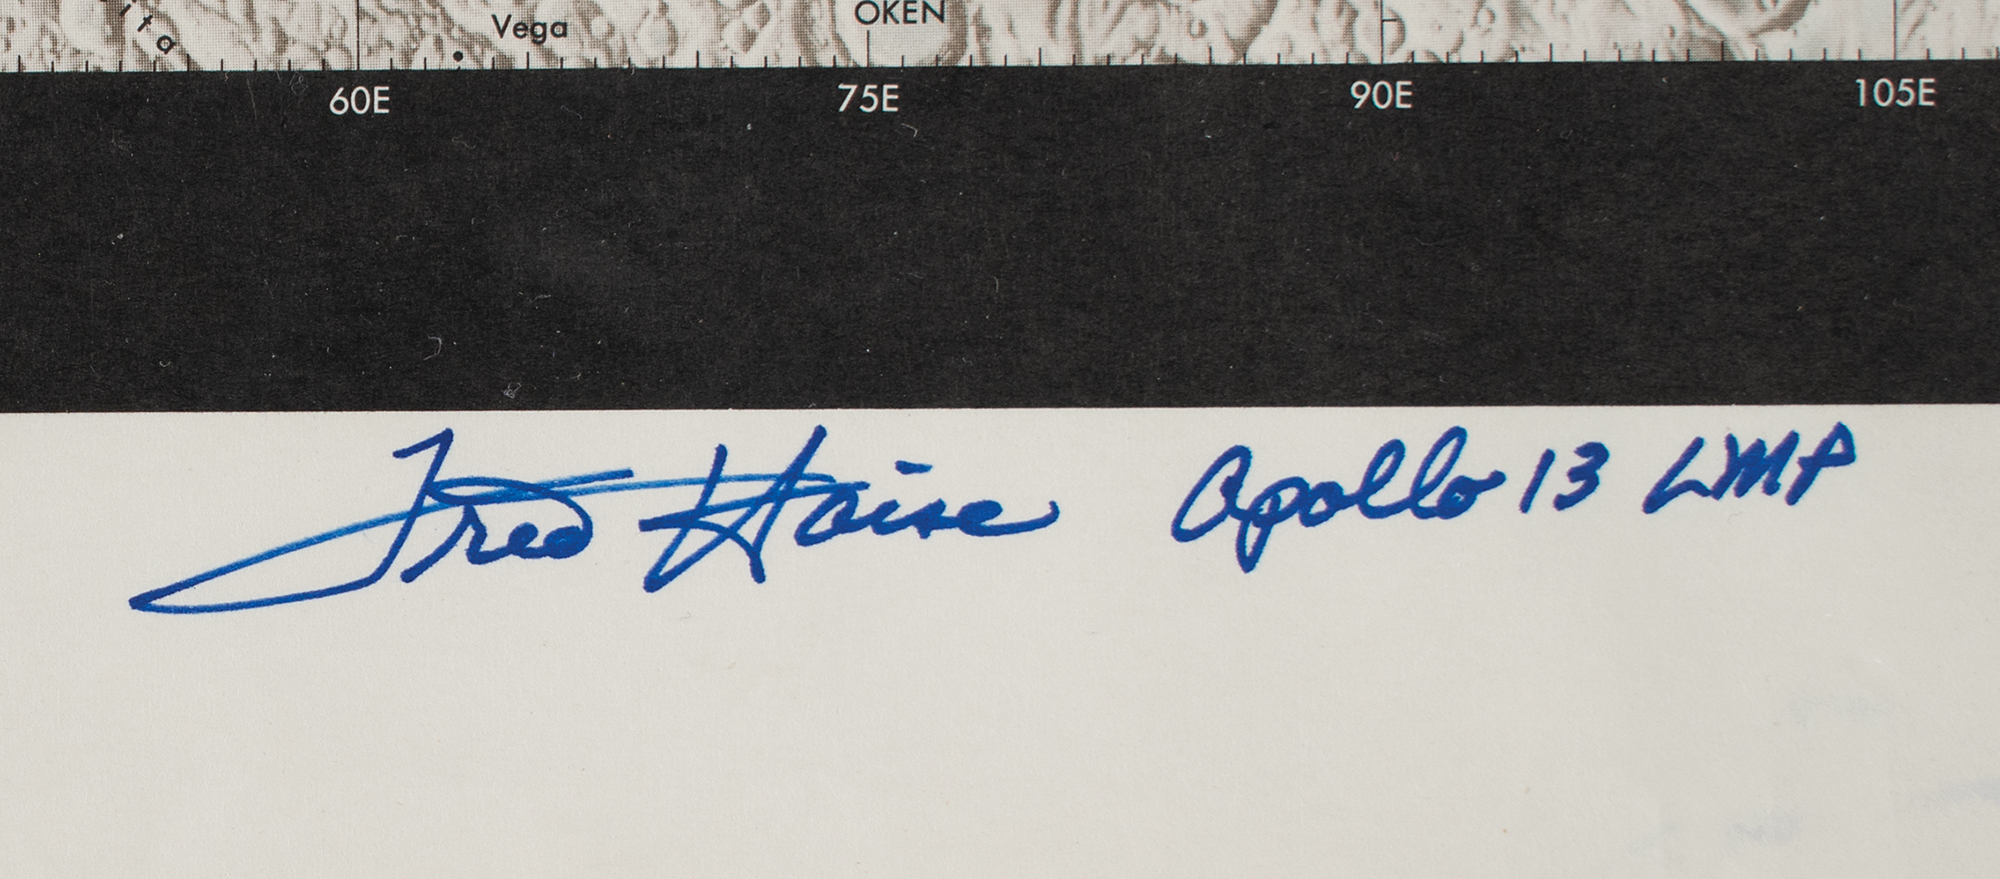 Vega OKEN
60E 75E 90E 105E
Fred Haise Apollo 13 LMP